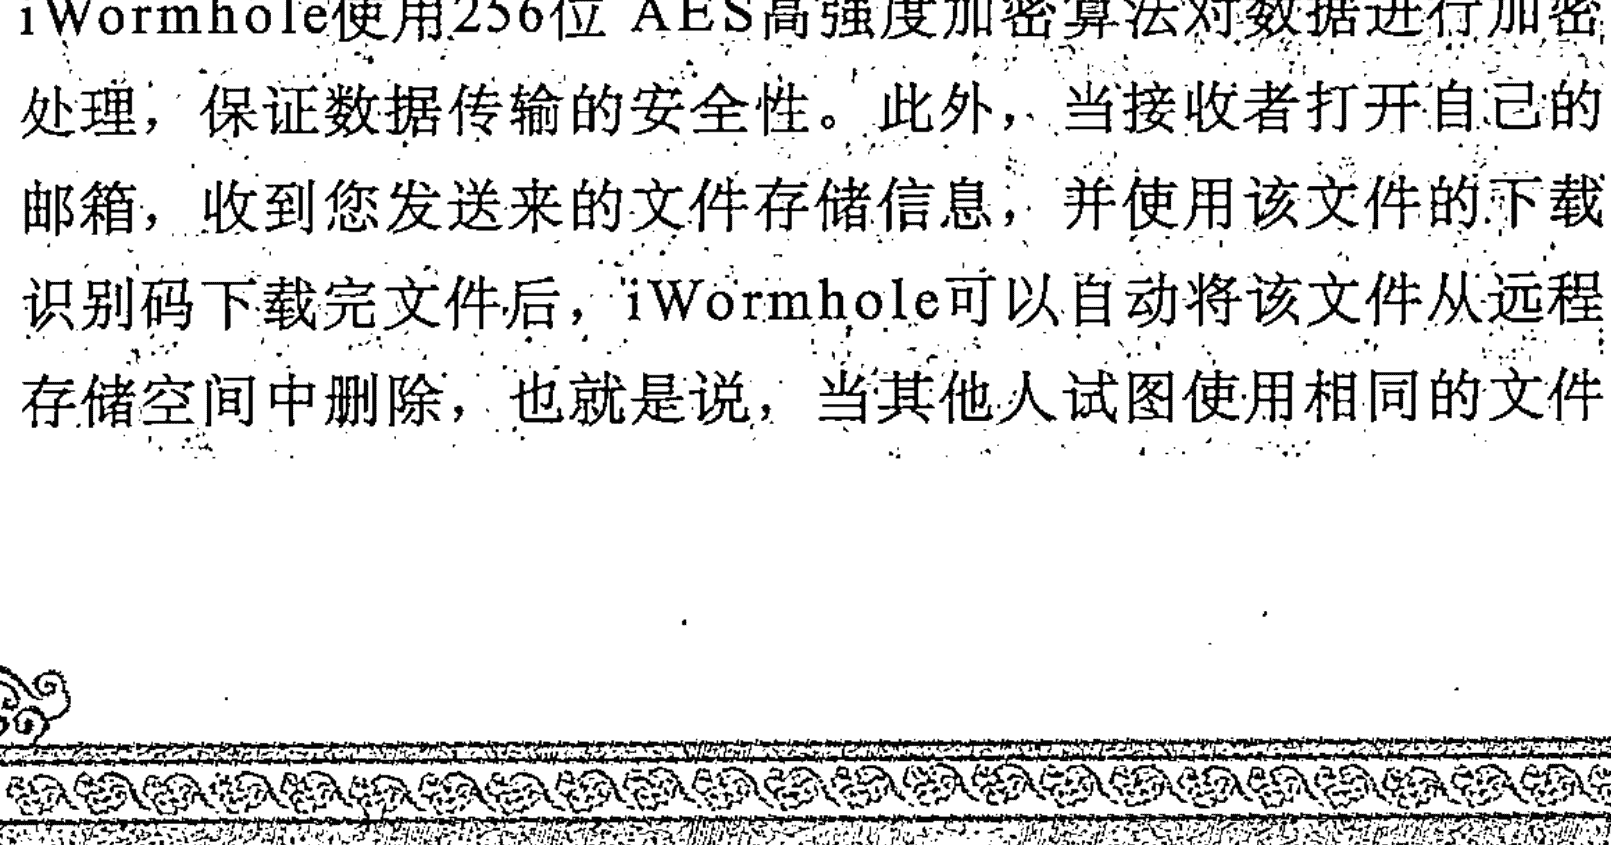 iWormhole使用256位 AES高强度加密算法对数据进行加密
处理，保证数据传输的安全性。此外，当接收者打开自己的
邮箱，收到您发送来的文件存储信息，并使用该文件的下载
识别码下载完文件后，iWormhole可以自动将该文件从远程
存储空间中删除，也就是说，当其他人试图使用相同的文件